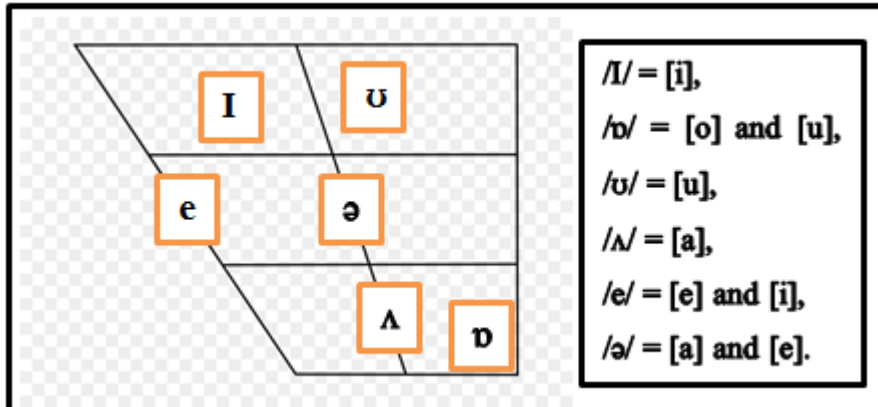 I
ʊ
e
ə
ʌ
ɒ
/I/ = [i],
/ɒ/ = [o] and [u],
/ʊ/ = [u],
/ʌ/ = [a],
/e/ = [e] and [i],
/ə/ = [a] and [e].